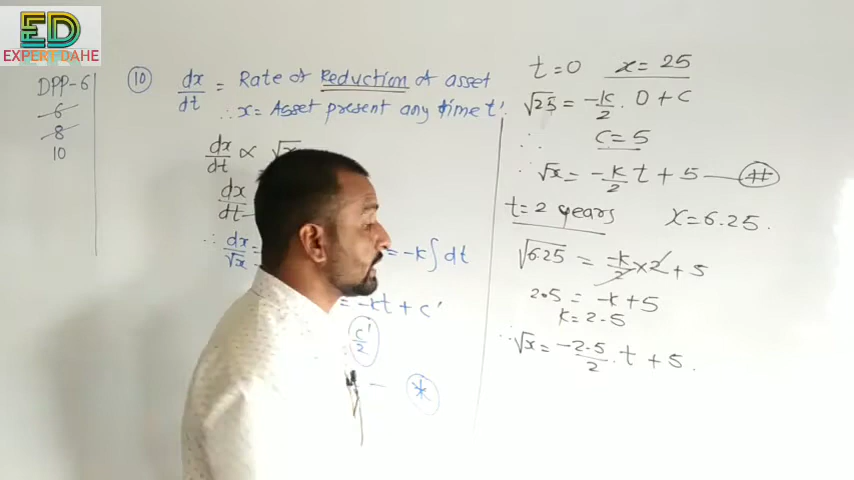 ED
EXPERT DAHE
DPP-6
6
8
10
10 dx/dt = Rate of Reduction of asset
∴ x = Asset present any time t'.
dx/dt ∝ √x
dx/dt
∴ dx/√x = = -k∫dt
= -kt + c'
c'/2
*
t=0 x = 25
√25 = -k/2 . 0 + c
∴ c = 5
∴ √x = -k/2 t + 5 — #
t=2 years x=6.25.
√6.25 = -k/2 × 2 + 5
2.5 = -k+5
k=2.5
∴ √x = -2.5/2 . t + 5.